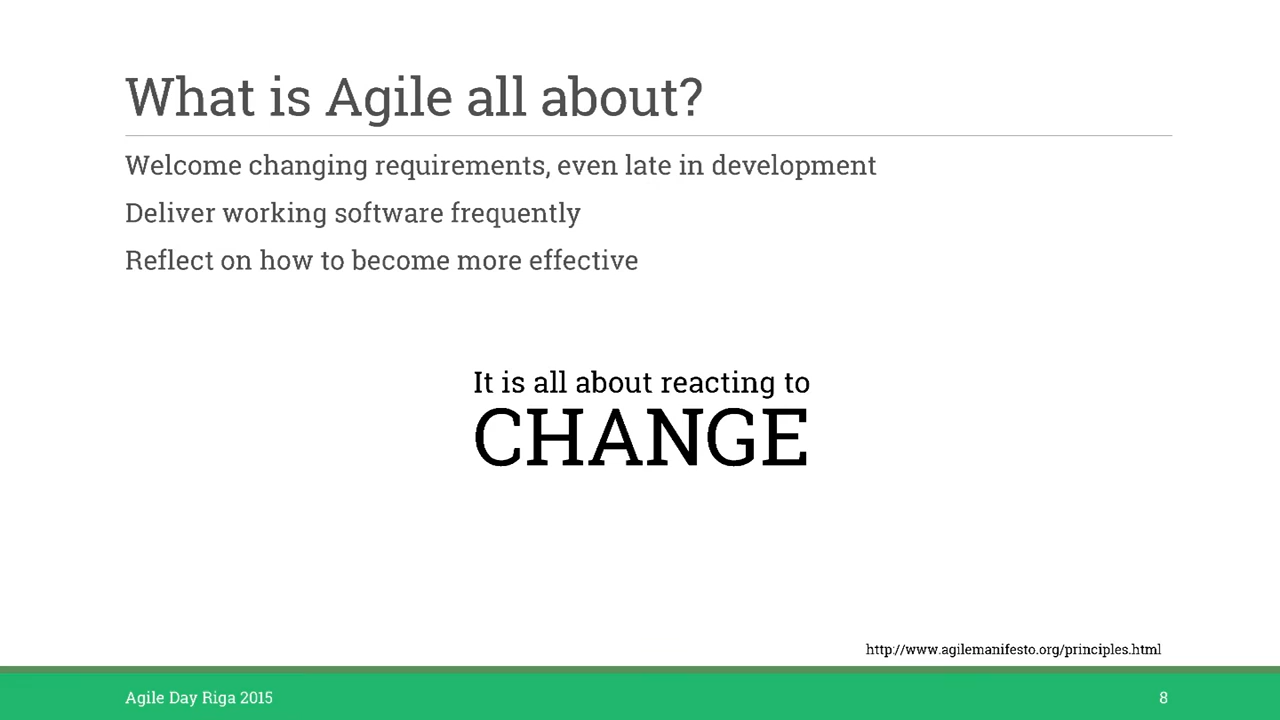 What is Agile all about?
Welcome changing requirements, even late in development
Deliver working software frequently
Reflect on how to become more effective
It is all about reacting to
CHANGE
http://www.agilemanifesto.org/principles.html
Agile Day Riga 2015
8